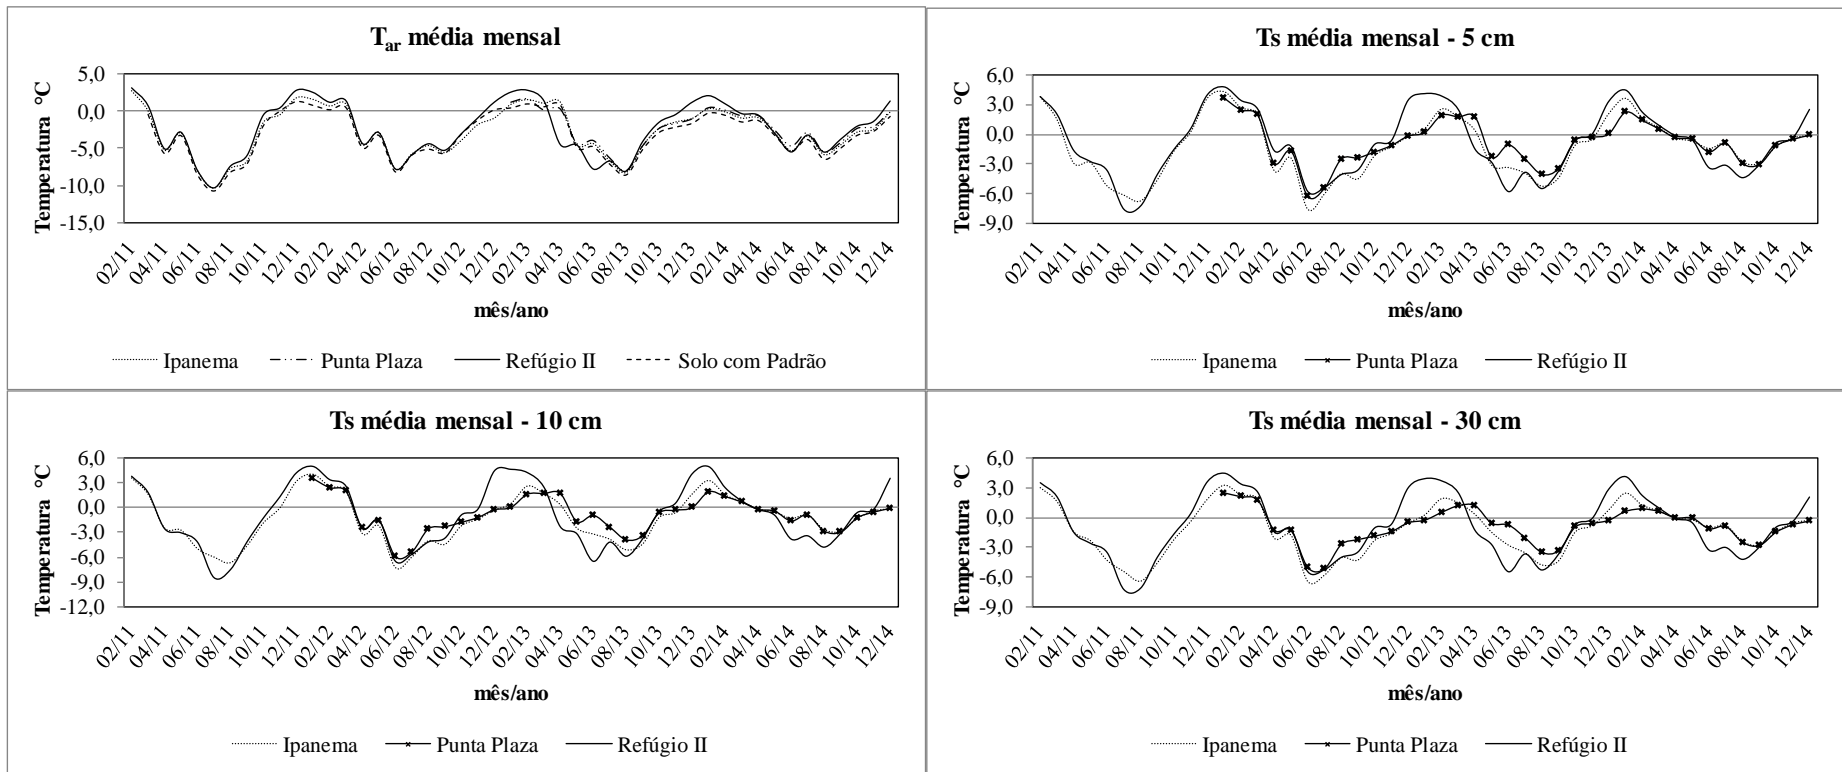 T_ar média mensal
Temperatura °C
5,0
0,0
-5,0
-10,0
-15,0
02/11 04/11 06/11 08/11 10/11 12/11 02/12 04/12 06/12 08/12 10/12 12/12 02/13 04/13 06/13 08/13 10/13 12/13 02/14 04/14 06/14 08/14 10/14 12/14
mês/ano
Ipanema Punta Plaza Refúgio II Solo com Padrão
Ts média mensal - 5 cm
Temperatura °C
6,0
3,0
0,0
-3,0
-6,0
-9,0
02/11 04/11 06/11 08/11 10/11 12/11 02/12 04/12 06/12 08/12 10/12 12/12 02/13 04/13 06/13 08/13 10/13 12/13 02/14 04/14 06/14 08/14 10/14 12/14
mês/ano
Ipanema Punta Plaza Refúgio II
Ts média mensal - 10 cm
Temperatura °C
6,0
3,0
0,0
-3,0
-6,0
-9,0
-12,0
02/11 04/11 06/11 08/11 10/11 12/11 02/12 04/12 06/12 08/12 10/12 12/12 02/13 04/13 06/13 08/13 10/13 12/13 02/14 04/14 06/14 08/14 10/14 12/14
mês/ano
Ipanema Punta Plaza Refúgio II
Ts média mensal - 30 cm
Temperatura °C
6,0
3,0
0,0
-3,0
-6,0
-9,0
02/11 04/11 06/11 08/11 10/11 12/11 02/12 04/12 06/12 08/12 10/12 12/12 02/13 04/13 06/13 08/13 10/13 12/13 02/14 04/14 06/14 08/14 10/14 12/14
mês/ano
Ipanema Punta Plaza Refúgio II